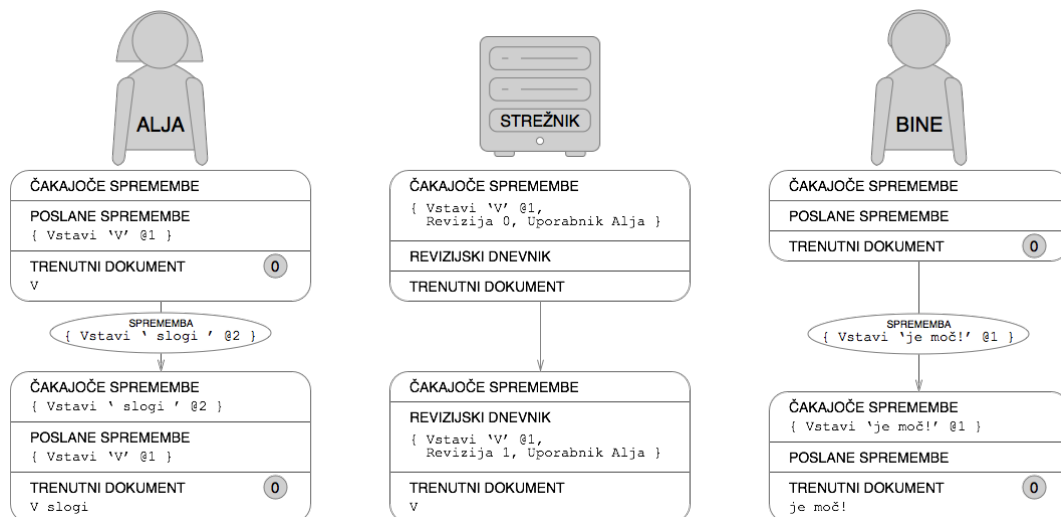 ALJA
ČAKAJOČE SPREMEMBE
POSLANE SPREMEMBE
{ Vstavi ‘V’ @1 }
TRENUTNI DOKUMENT 0
V
SPREMEMBA
{ Vstavi ‘ slogi ’ @2 }
ČAKAJOČE SPREMEMBE
{ Vstavi ‘ slogi ’ @2 }
POSLANE SPREMEMBE
{ Vstavi ‘V’ @1 }
TRENUTNI DOKUMENT 0
V slogi
STREŽNIK
ČAKAJOČE SPREMEMBE
{ Vstavi ‘V’ @1,
Revizija 0, Uporabnik Alja }
REVIZIJSKI DNEVNIK
TRENUTNI DOKUMENT
ČAKAJOČE SPREMEMBE
REVIZIJSKI DNEVNIK
{ Vstavi ‘V’ @1,
Revizija 1, Uporabnik Alja }
TRENUTNI DOKUMENT
V
BINE
ČAKAJOČE SPREMEMBE
POSLANE SPREMEMBE
TRENUTNI DOKUMENT 0
SPREMEMBA
{ Vstavi ‘je moč!’ @1 }
ČAKAJOČE SPREMEMBE
{ Vstavi ‘je moč!’ @1 }
POSLANE SPREMEMBE
TRENUTNI DOKUMENT 0
je moč!